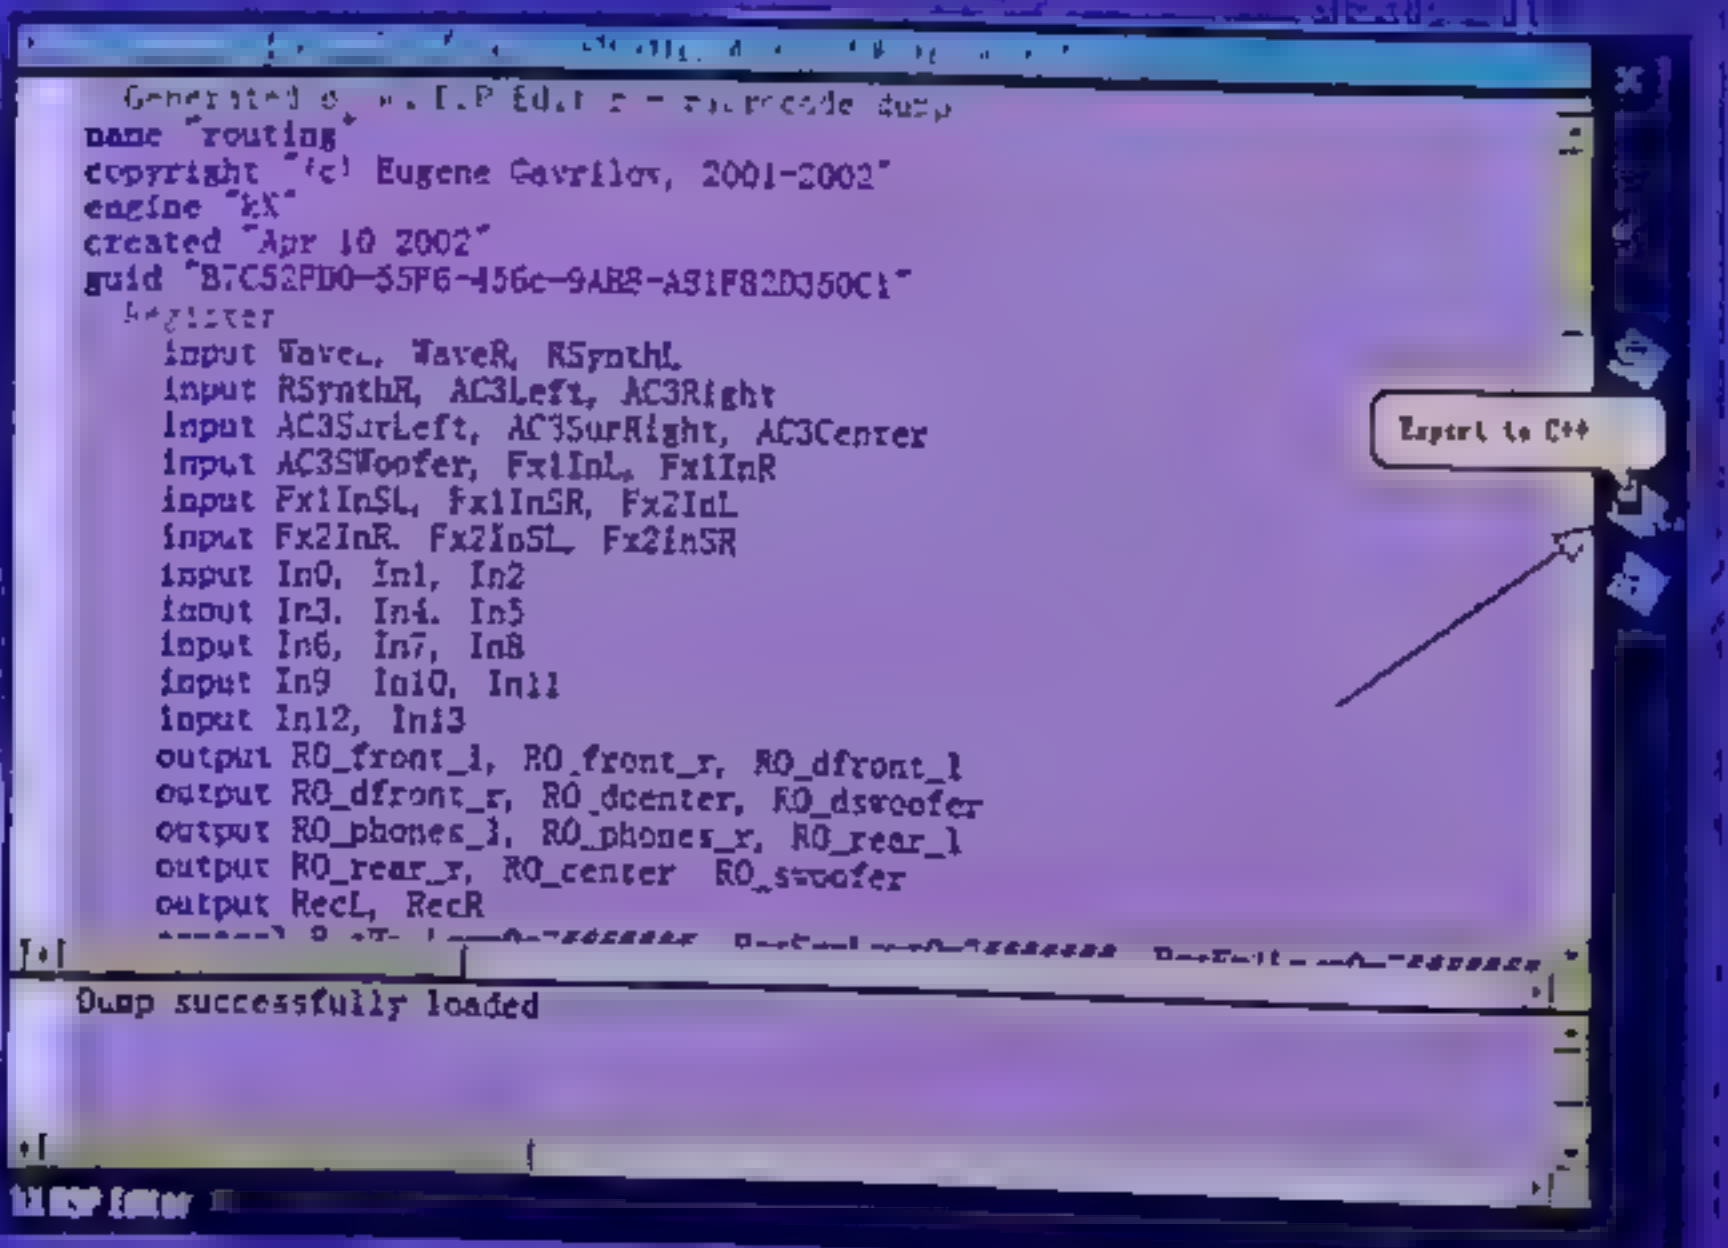 name "routing"
copyright "(c) Eugene Gavrilov, 2001-2002"
engine "kX"
created "Apr 10 2002"
guid
input WaveL, WaveR, RSynthL
input RSynthR, AC3Left, AC3Right
input AC3SurLeft, AC3SurRight, AC3Center
input AC3SWoofer, Fx1InL, Fx1InR
input Fx1InSL, Fx1InSR, Fx2InL
input Fx2InR, Fx2InSL, Fx2inSR
input In0, In1, In2
input In3, In4, In5
input In6, In7, In8
input In9, In10, In11
input In12, In13
output RO_front_l, RO_front_r, RO_dfront_l
output RO_dfront_r, RO_dcenter, RO_dswoofer
output RO_phones_l, RO_phones_r, RO_rear_l
output RO_rear_r, RO_center, RO_swoofer
output RecL, RecR
Export to C++
Dump successfully loaded